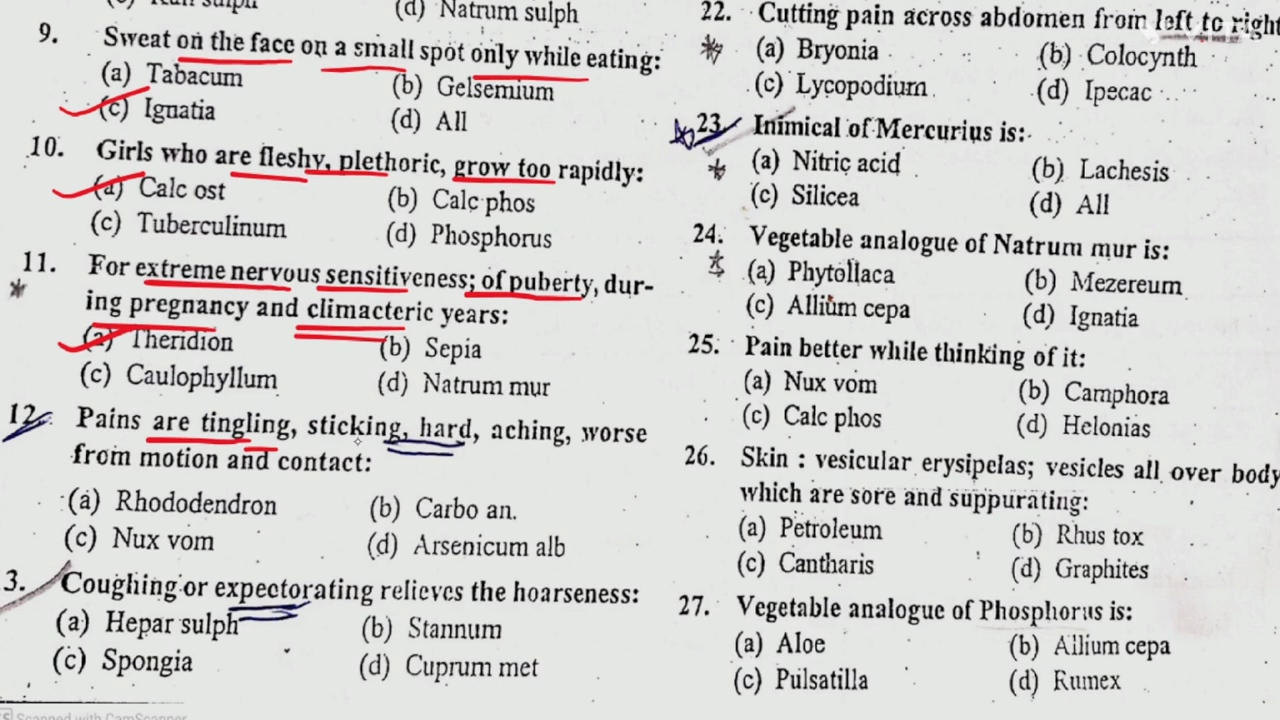 (d) Natrum sulph
9. Sweat on the face on a small spot only while eating:
(a) Tabacum (b) Gelsemium
(c) Ignatia (d) All
10. Girls who are fleshy, plethoric, grow too rapidly:
(a) Calc ost (b) Calc phos
(c) Tuberculinum (d) Phosphorus
11. For extreme nervous sensitiveness; of puberty, dur-
ing pregnancy and climacteric years:
(a) Theridion (b) Sepia
(c) Caulophyllum (d) Natrum mur
12. Pains are tingling, sticking, hard, aching, worse
from motion and contact:
(a) Rhododendron (b) Carbo an.
(c) Nux vom (d) Arsenicum alb
3. Coughing or expectorating relieves the hoarseness:
(a) Hepar sulph (b) Stannum
(c) Spongia (d) Cuprum met
Scanned with CamScanner
22. Cutting pain across abdomen from left to right
(a) Bryonia (b) Colocynth
(c) Lycopodium (d) Ipecac
23. Inimical of Mercurius is:
(a) Nitric acid (b) Lachesis
(c) Silicea (d) All
24. Vegetable analogue of Natrum mur is:
(a) Phytollaca (b) Mezereum
(c) Allium cepa (d) Ignatia
25. Pain better while thinking of it:
(a) Nux vom (b) Camphora
(c) Calc phos (d) Helonias
26. Skin : vesicular erysipelas; vesicles all over body
which are sore and suppurating:
(a) Petroleum (b) Rhus tox
(c) Cantharis (d) Graphites
27. Vegetable analogue of Phosphorus is:
(a) Aloe (b) Allium cepa
(c) Pulsatilla (d) Rumex